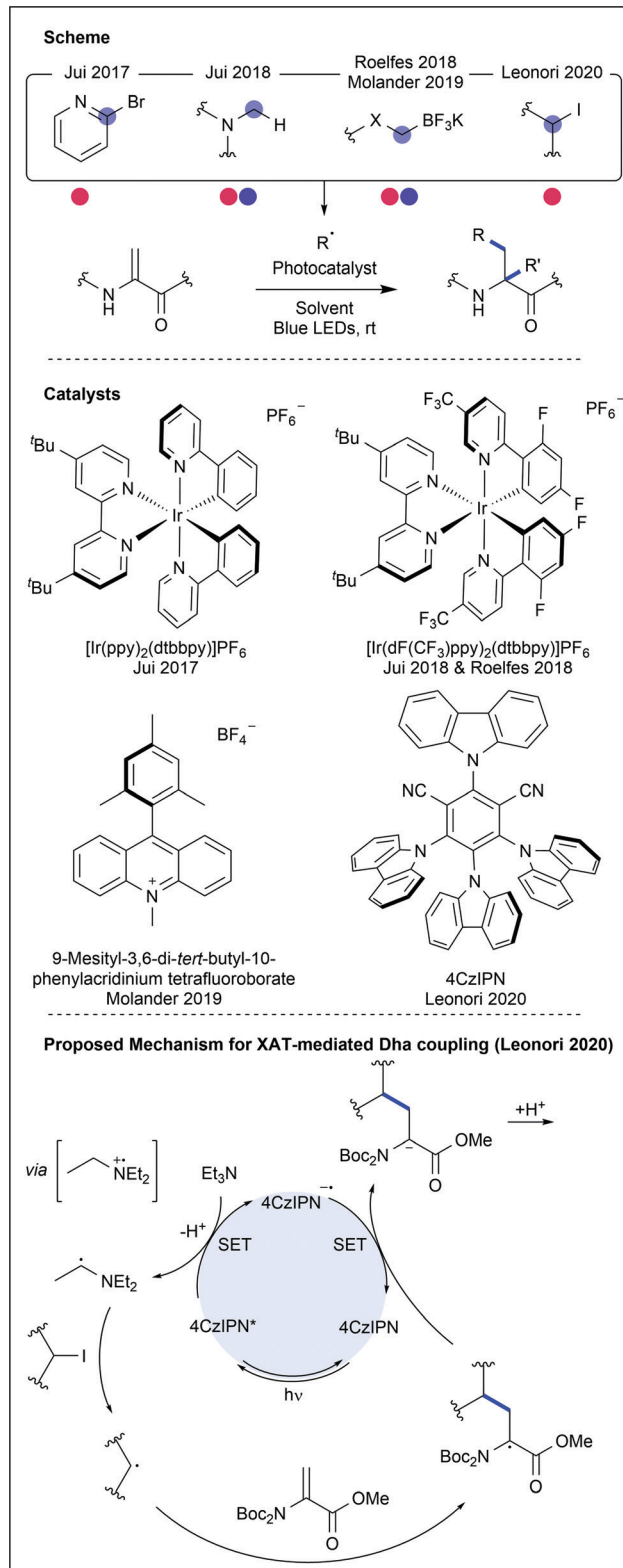 Scheme
Jui 2017
Jui 2018
Roelfes 2018
Molander 2019
Leonori 2020
N
Br
N
H
X
BF3K
I
R•
Photocatalyst
Solvent
Blue LEDs, rt
N
H
O
R
R'
N
H
O
Catalysts
PF6−
tBu
tBu
N
N
N
N
Ir
[Ir(ppy)2(dtbbpy)]PF6
Jui 2017
PF6−
F3C
F
F
F
F
F3C
tBu
tBu
N
N
N
N
Ir
[Ir(dF(CF3)ppy)2(dtbbpy)]PF6
Jui 2018 & Roelfes 2018
BF4−
N
+
9-Mesityl-3,6-di-tert-butyl-10-
phenylacridinium tetrafluoroborate
Molander 2019
N
NC
CN
N
N
N
4CzIPN
Leonori 2020
Proposed Mechanism for XAT-mediated Dha coupling (Leonori 2020)
+H+
Boc2N
−
OMe
O
via
+•
NEt2
Et3N
4CzIPN−•
-H+
SET
SET
•
NEt2
4CzIPN*
4CzIPN
I
hν
•
Boc2N
•
OMe
O
Boc2N
OMe
O